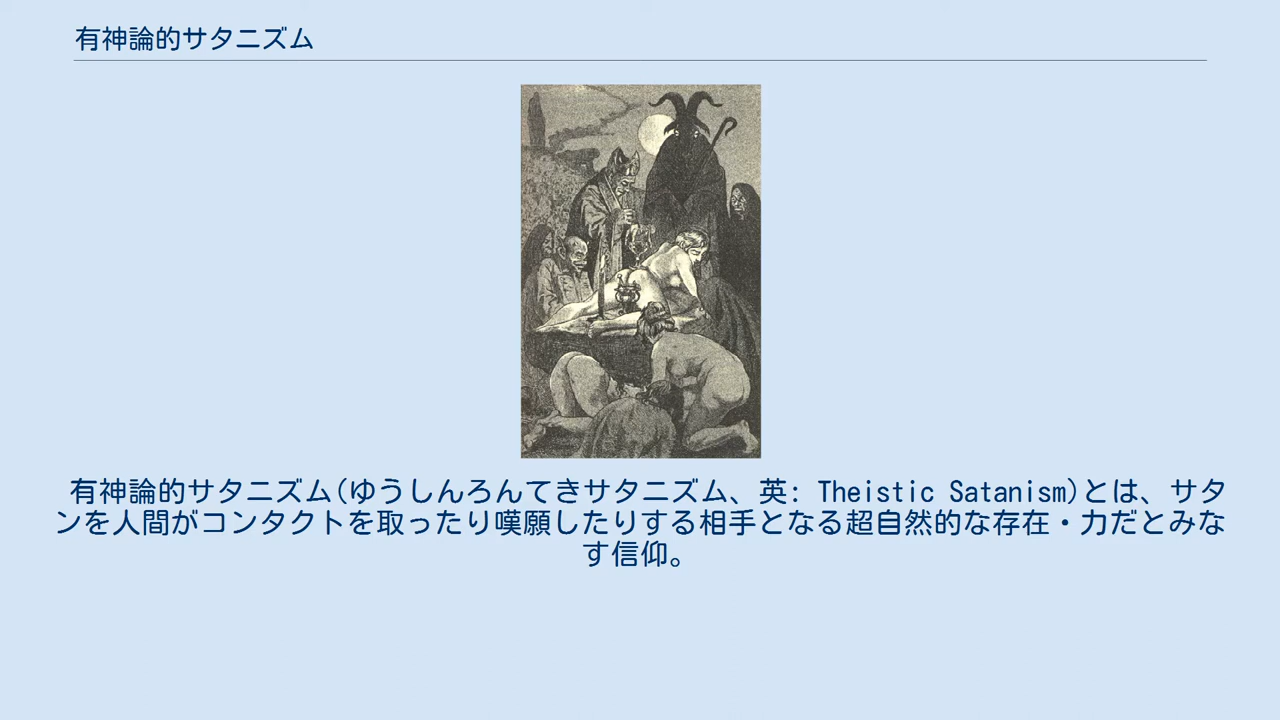 有神論的サタニズム
有神論的サタニズム(ゆうしんろんてきサタニズム、英: Theistic Satanism)とは、サタ
ンを人間がコンタクトを取ったり嘆願したりする相手となる超自然的な存在・力だとみな
す信仰。